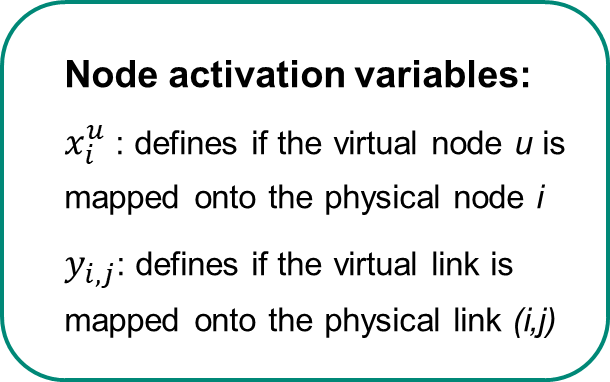 Node activation variables:
$x_i^u$ : defines if the virtual node u is
mapped onto the physical node i
$y_{i,j}$: defines if the virtual link is
mapped onto the physical link (i,j)